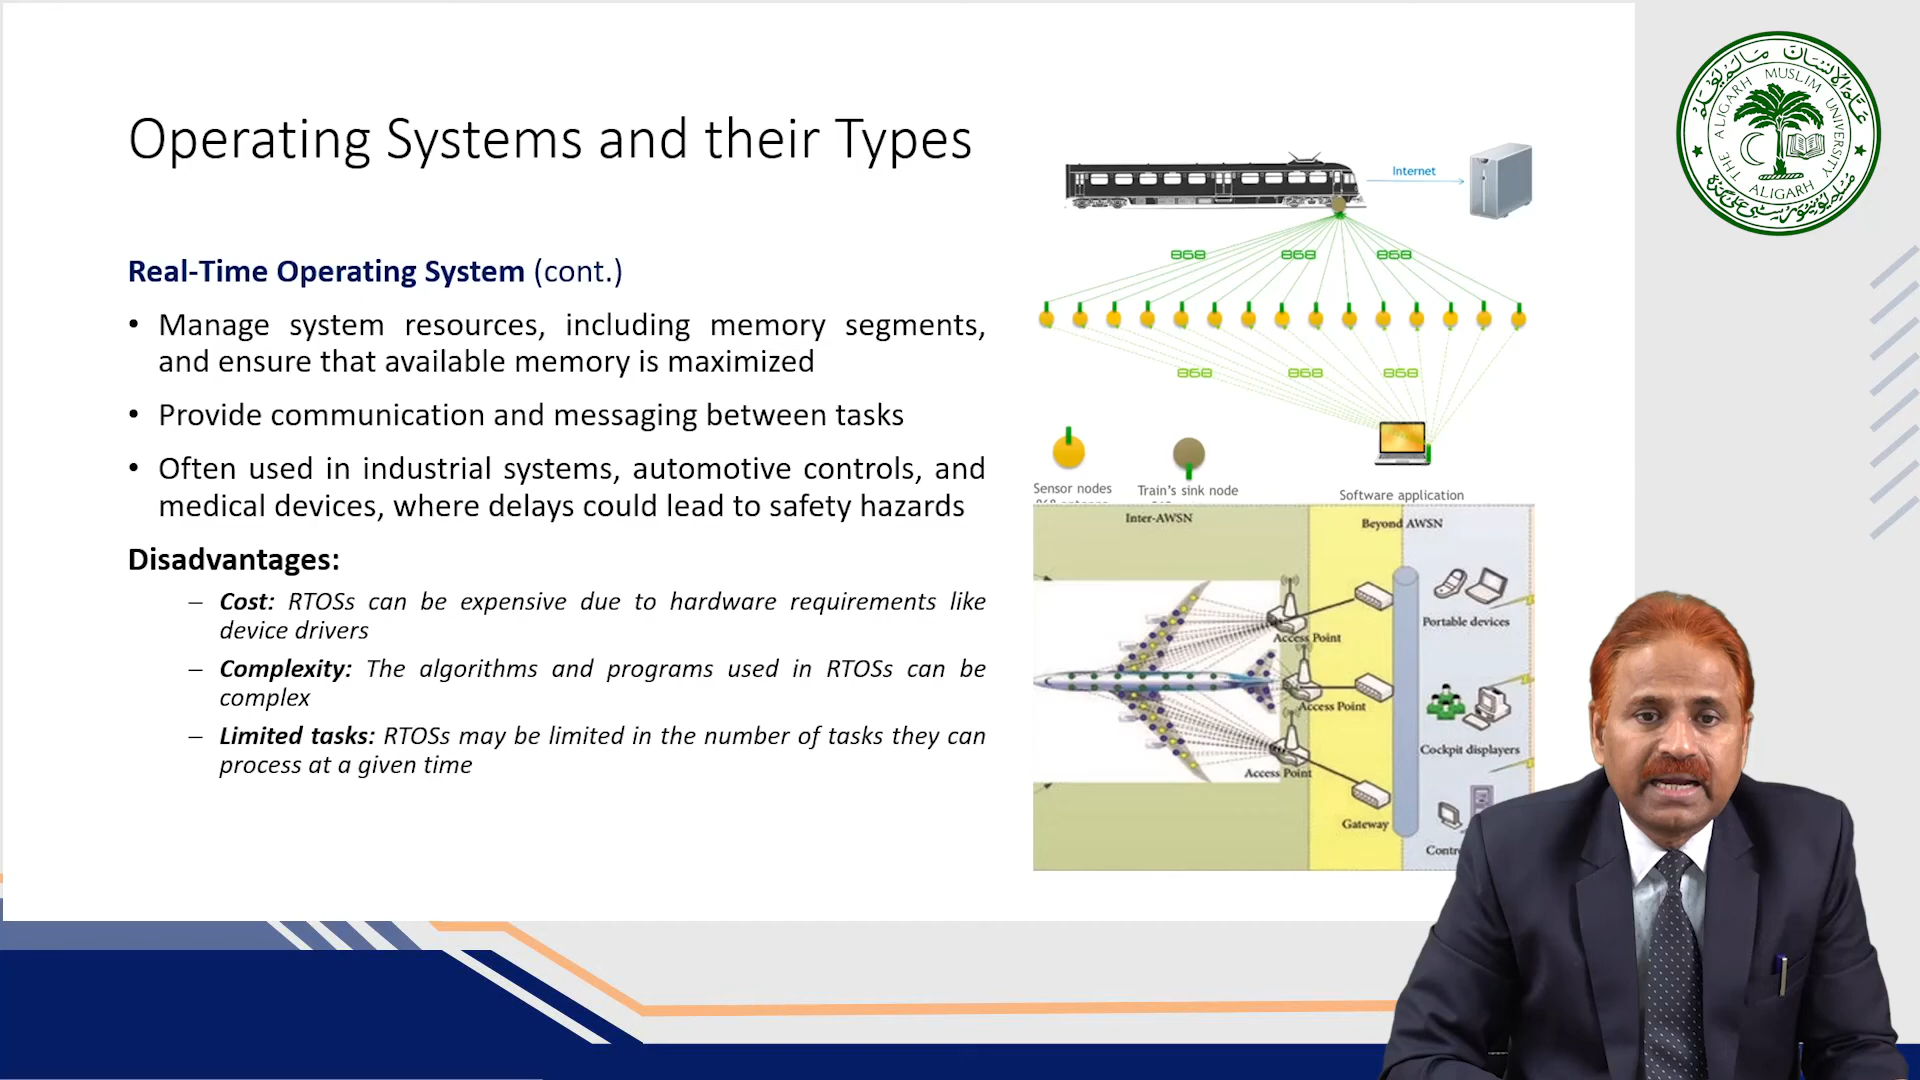 Operating Systems and their Types
Real-Time Operating System (cont.)
• Manage system resources, including memory segments,
and ensure that available memory is maximized
• Provide communication and messaging between tasks
• Often used in industrial systems, automotive controls, and
medical devices, where delays could lead to safety hazards
Disadvantages:
– Cost: RTOSs can be expensive due to hardware requirements like
device drivers
– Complexity: The algorithms and programs used in RTOSs can be
complex
– Limited tasks: RTOSs may be limited in the number of tasks they can
process at a given time
Internet
868 868 868
868 868 868
Sensor nodes
Train's sink node
Software application
Inter-AWSN
Beyond AWSN
Access Point
Access Point
Access Point
Gateway
Portable devices
Cockpit displayers
THE ALIGARH MUSLIM UNIVERSITY
ALIGARH